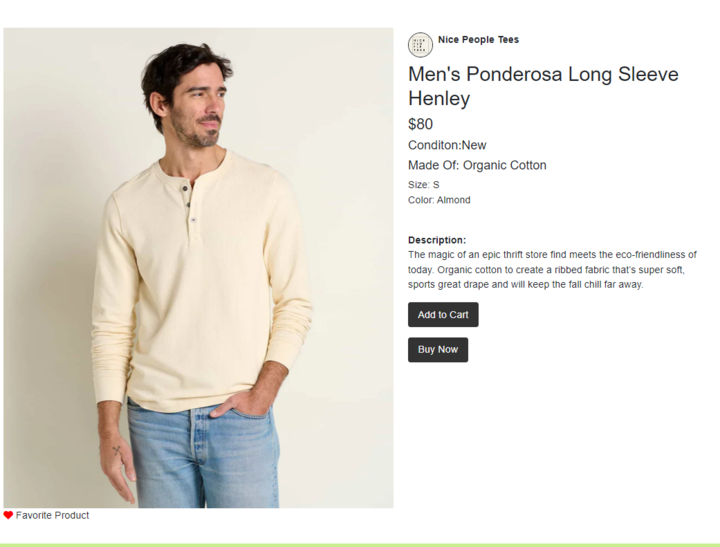 Nice People Tees
Men's Ponderosa Long Sleeve
Henley
$80
Conditon:New
Made Of: Organic Cotton
Size: S
Color: Almond
Description:
The magic of an epic thrift store find meets the eco-friendliness of
today. Organic cotton to create a ribbed fabric that's super soft,
sports great drape and will keep the fall chill far away.
Add to Cart
Buy Now
Favorite Product